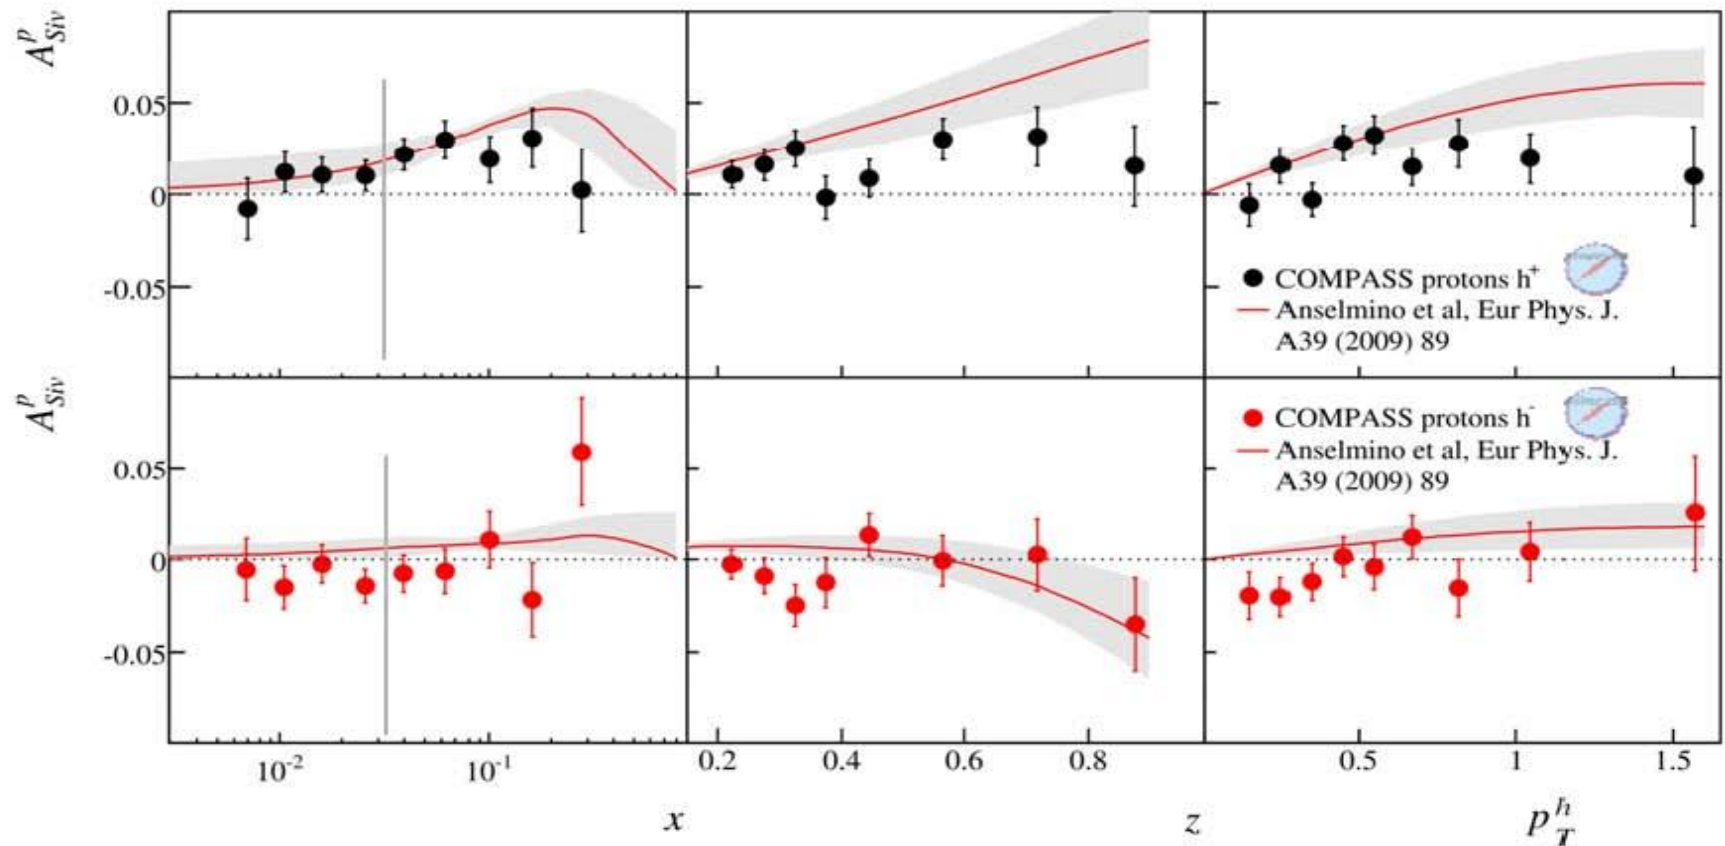 A^p_Siv
0.05
0
-0.05
COMPASS protons h^+
Anselmino et al, Eur Phys. J.
A39 (2009) 89
A^p_Siv
0.05
0
-0.05
COMPASS protons h^-
Anselmino et al, Eur Phys. J.
A39 (2009) 89
10^-2 10^-1 0.2 0.4 0.6 0.8 0.5 1 1.5
x z p^h_T